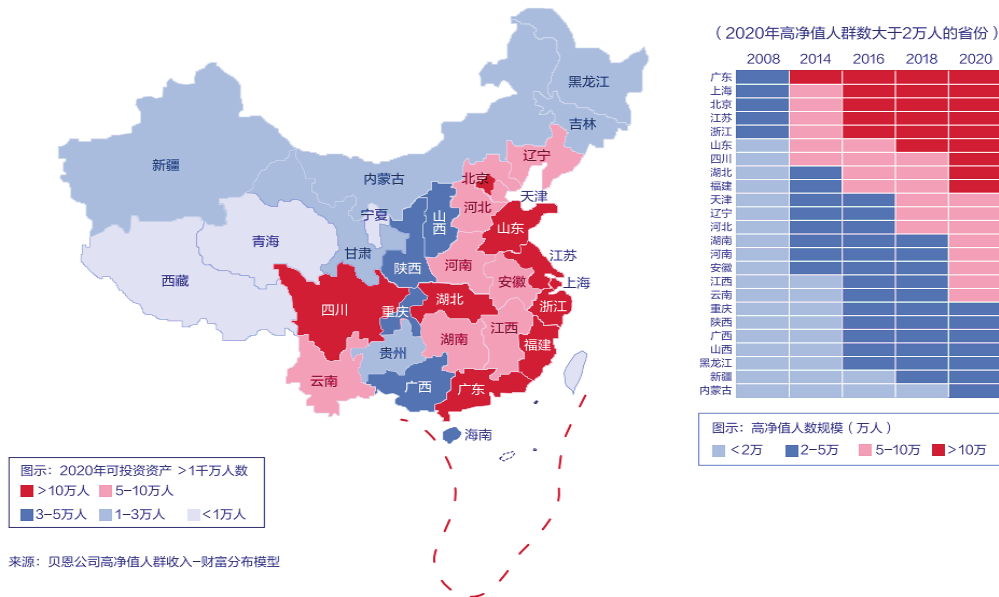 （2020年高净值人群数大于2万人的省份）
2008 2014 2016 2018 2020
广东
上海
北京
江苏
浙江
山东
四川
湖北
福建
天津
辽宁
河北
湖南
河南
安徽
江西
云南
重庆
陕西
广西
山西
黑龙江
新疆
内蒙古
图示：高净值人数规模（万人）
<2万 2-5万 5-10万 >10万
黑龙江
吉林
辽宁
新疆
内蒙古
北京
天津
宁夏
河北
山西
山东
青海
甘肃
江苏
陕西
河南
西藏
安徽
上海
四川
重庆
湖北
浙江
江西
湖南
福建
贵州
云南
广西
广东
海南
图示：2020年可投资资产 >1千万人数
>10万人 5-10万人
3-5万人 1-3万人 <1万人
来源：贝恩公司高净值人群收入-财富分布模型